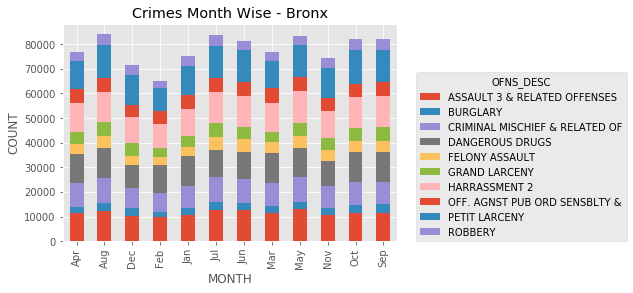 Crimes Month Wise - Bronx
80000
70000
60000
50000
40000
30000
20000
10000
0
COUNT
Apr
Aug
Dec
Feb
Jan
Jul
Jun
Mar
May
Nov
Oct
Sep
MONTH
OFNS_DESC
ASSAULT 3 & RELATED OFFENSES
BURGLARY
CRIMINAL MISCHIEF & RELATED OF
DANGEROUS DRUGS
FELONY ASSAULT
GRAND LARCENY
HARRASSMENT 2
OFF. AGNST PUB ORD SENSBLTY &
PETIT LARCENY
ROBBERY